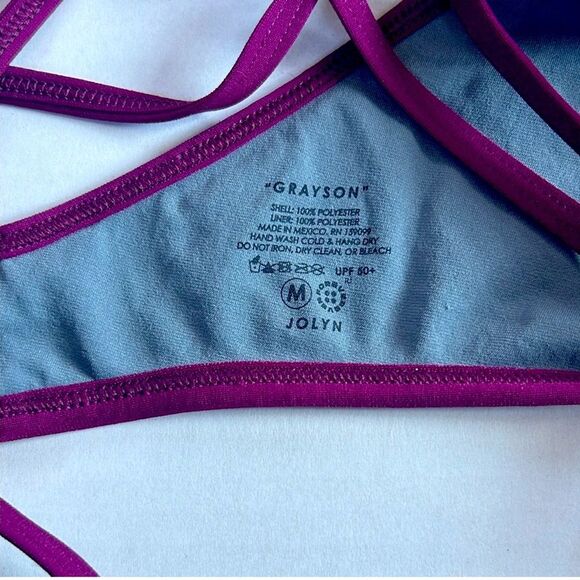 "GRAYSON"
SHELL: 100% POLYESTER
LINER: 100% POLYESTER
MADE IN MEXICO, RN 159099
HAND WASH COLD & HANG DRY
DO NOT IRON, DRY CLEAN, OR BLEACH
UPF 50+
M
JOLYN